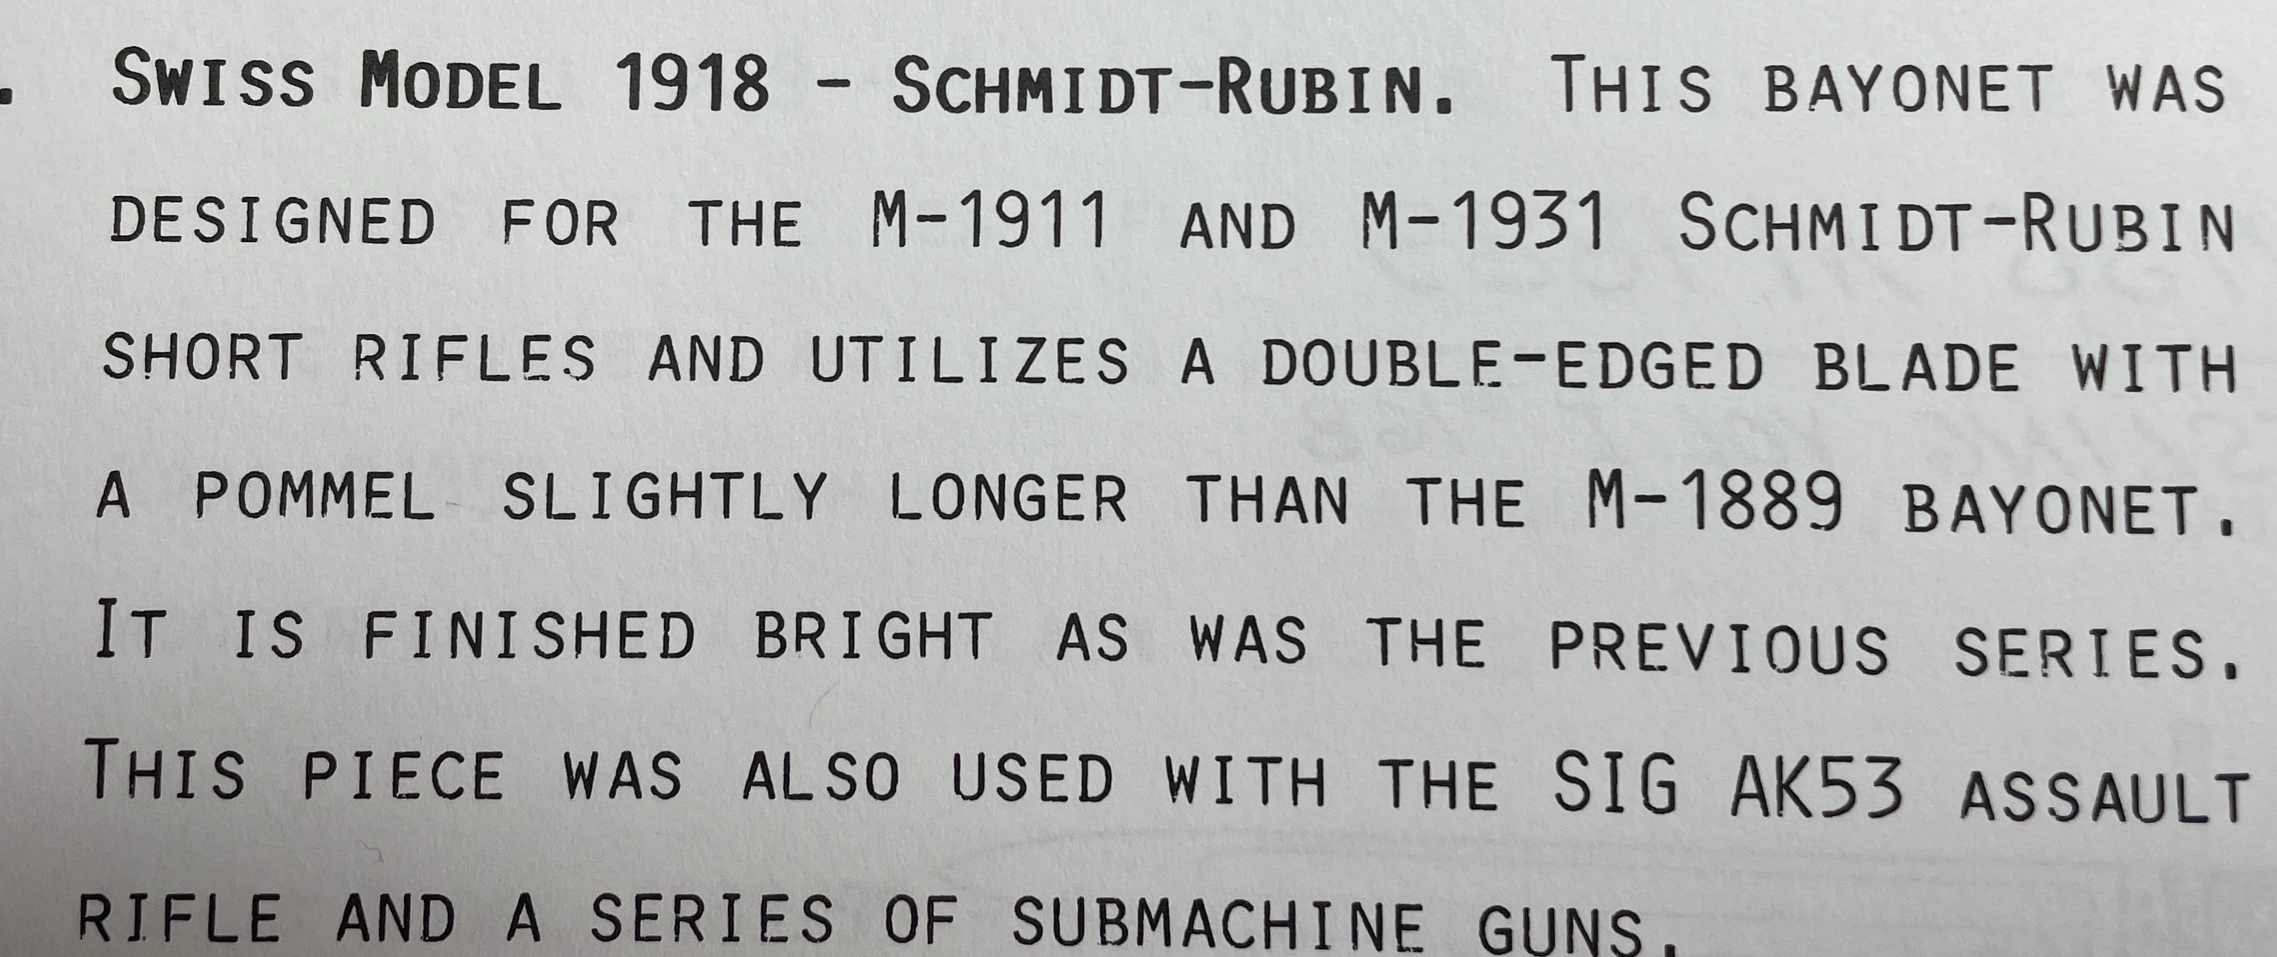 . SWISS MODEL 1918 - SCHMIDT-RUBIN. THIS BAYONET WAS
DESIGNED FOR THE M-1911 AND M-1931 SCHMIDT-RUBIN
SHORT RIFLES AND UTILIZES A DOUBLE-EDGED BLADE WITH
A POMMEL SLIGHTLY LONGER THAN THE M-1889 BAYONET.
IT IS FINISHED BRIGHT AS WAS THE PREVIOUS SERIES.
THIS PIECE WAS ALSO USED WITH THE SIG AK53 ASSAULT
RIFLE AND A SERIES OF SUBMACHINE GUNS.